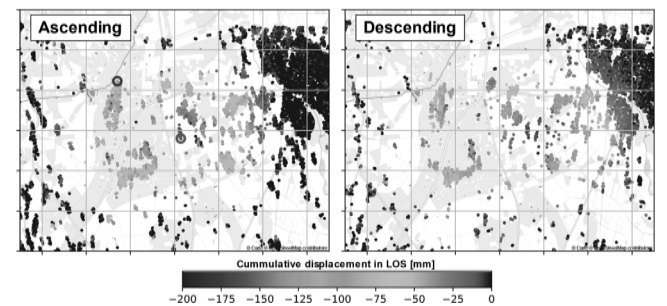 Ascending
Descending
Cummulative displacement in LOS [mm]
−200 −175 −150 −125 −100 −75 −50 −25 0